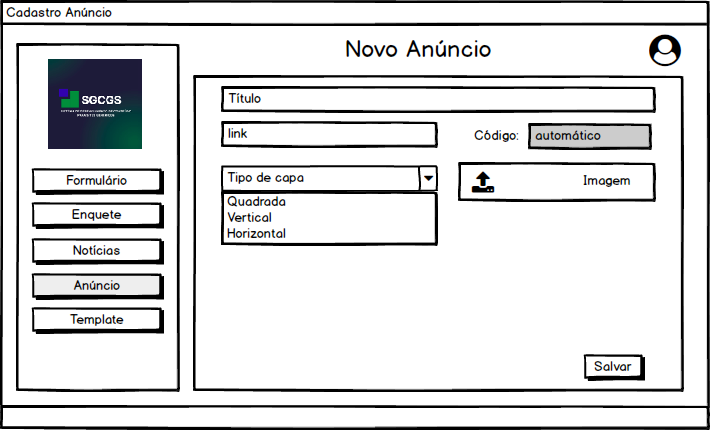 Cadastro Anúncio
Novo Anúncio
SGCGS
Formulário
Enquete
Notícias
Anúncio
Template
Título
link
Código:
automático
Tipo de capa
Quadrada
Vertical
Horizontal
Imagem
Salvar